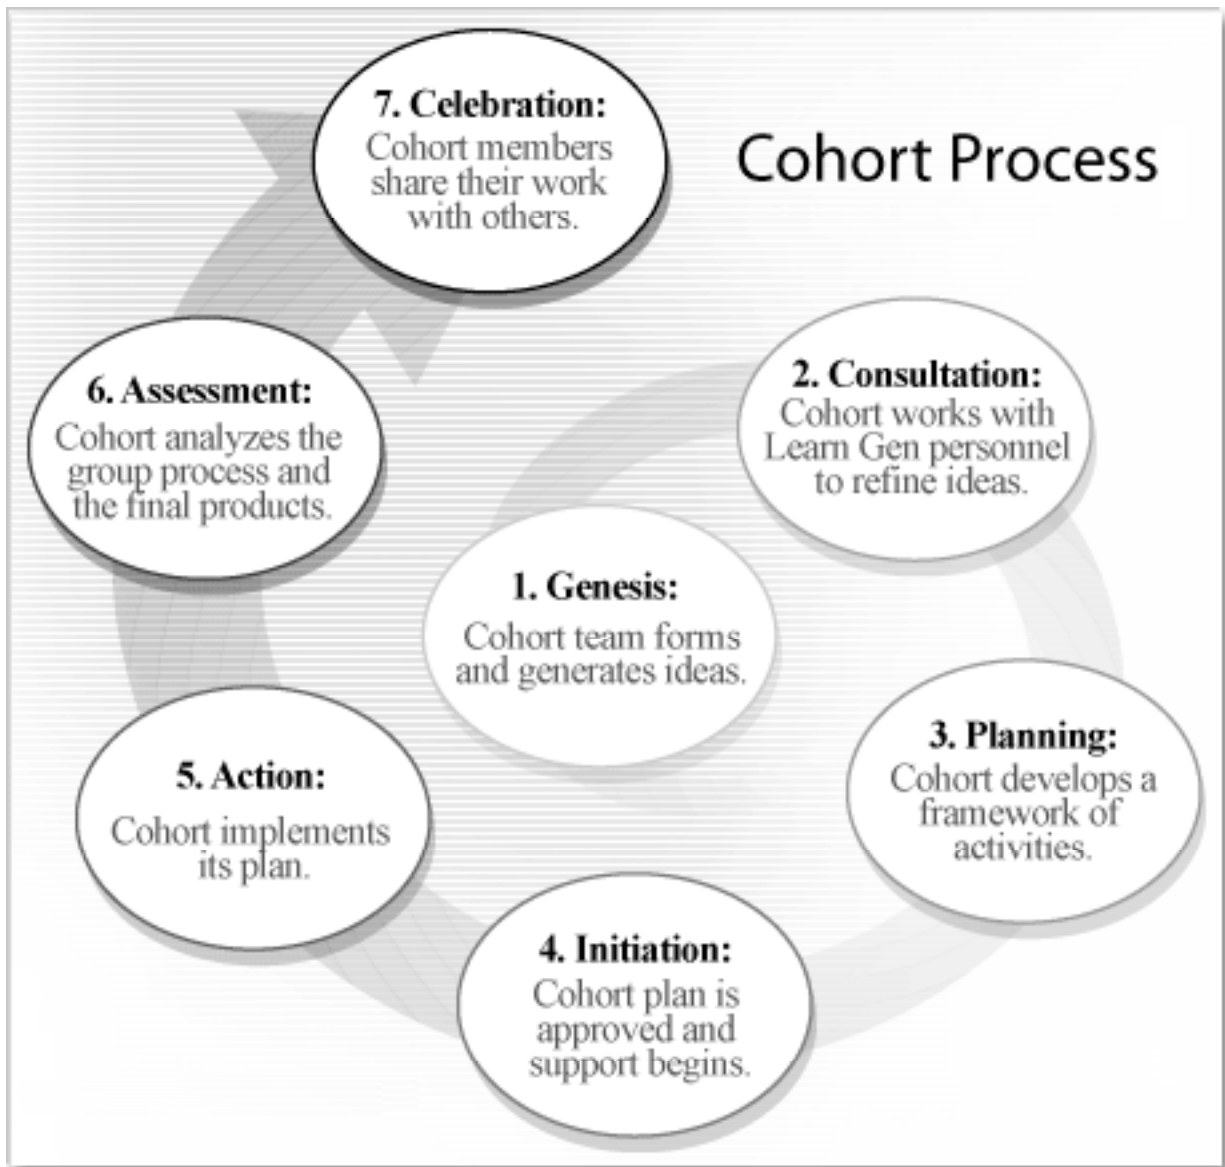 Cohort Process
1. Genesis:
Cohort team forms
and generates ideas.
2. Consultation:
Cohort works with
Learn Gen personnel
to refine ideas.
3. Planning:
Cohort develops a
framework of
activities.
4. Initiation:
Cohort plan is
approved and
support begins.
5. Action:
Cohort implements
its plan.
6. Assessment:
Cohort analyzes the
group process and
the final products.
7. Celebration:
Cohort members
share their work
with others.